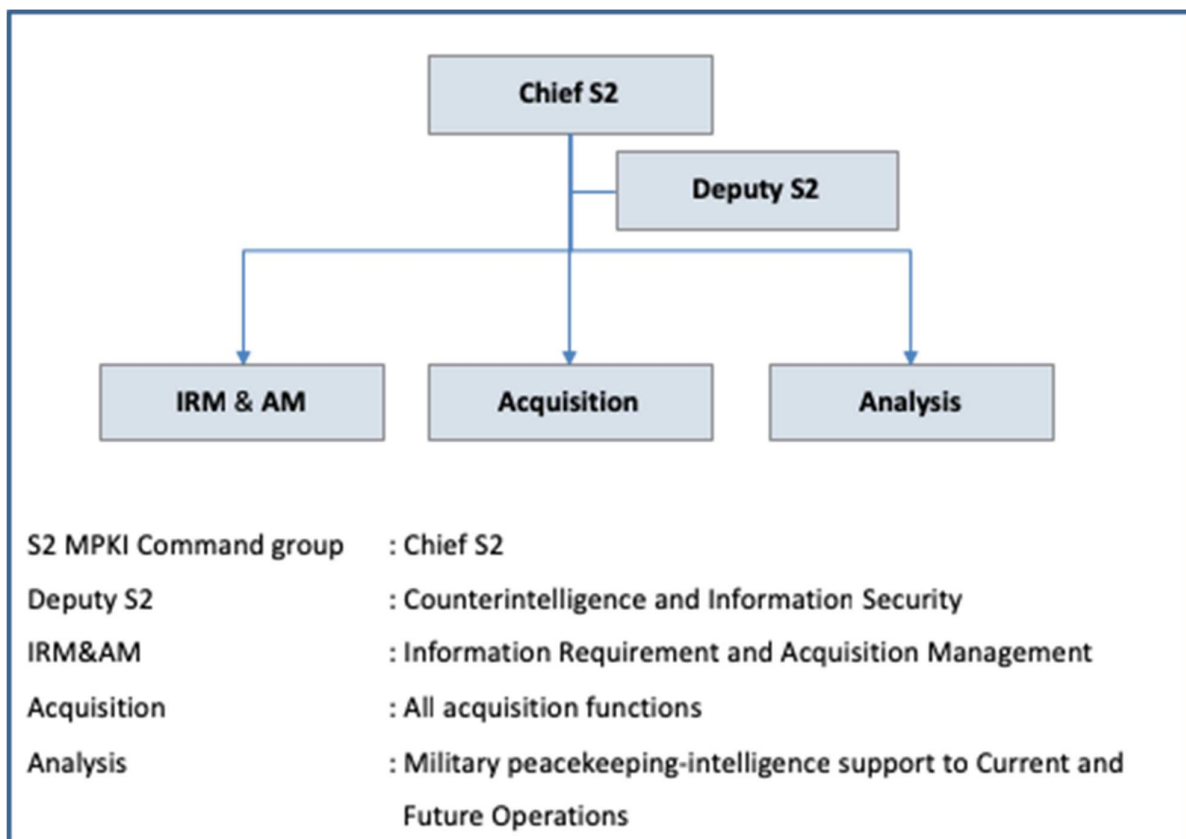 Chief S2
Deputy S2
IRM & AM
Acquisition
Analysis
S2 MPKI Command group : Chief S2
Deputy S2 : Counterintelligence and Information Security
IRM&AM : Information Requirement and Acquisition Management
Acquisition : All acquisition functions
Analysis : Military peacekeeping-intelligence support to Current and
Future Operations